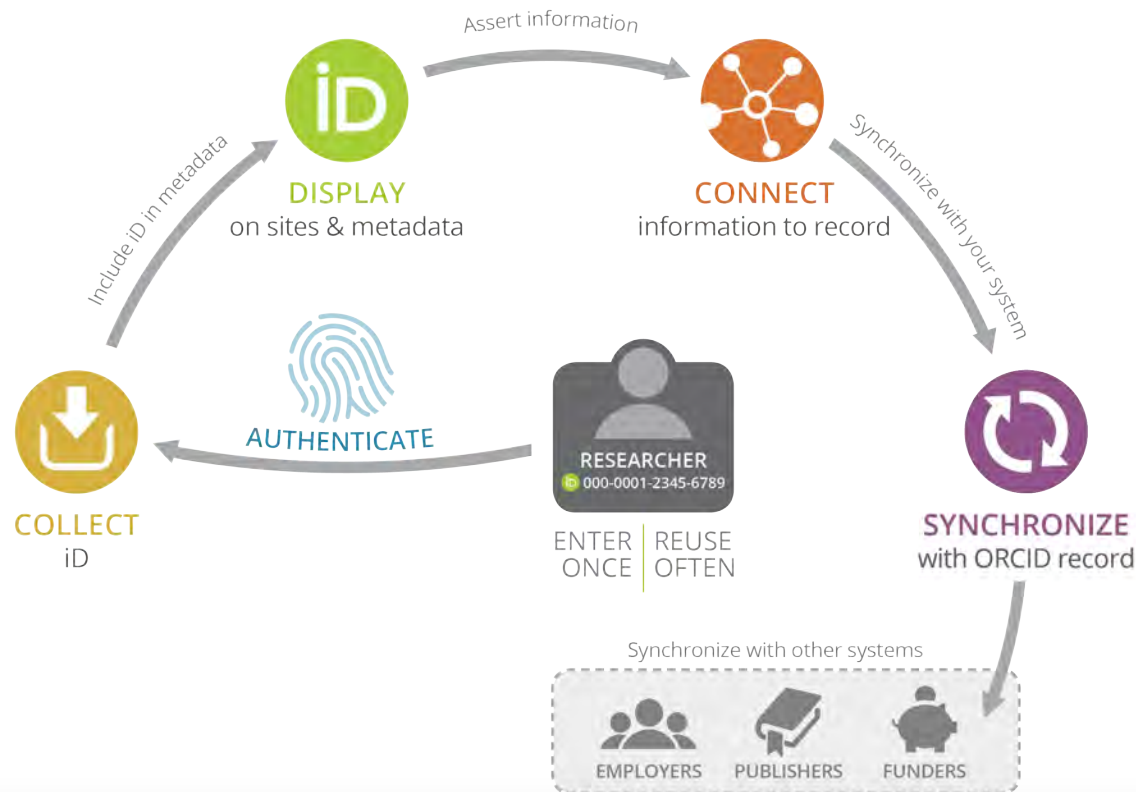 Assert information
iD
DISPLAY
on sites & metadata
CONNECT
information to record
Include iD in metadata
Synchronize with your system
AUTHENTICATE
RESEARCHER
iD 000-0001-2345-6789
COLLECT
iD
ENTER ONCE
REUSE OFTEN
SYNCHRONIZE
with ORCID record
Synchronize with other systems
EMPLOYERS
PUBLISHERS
FUNDERS